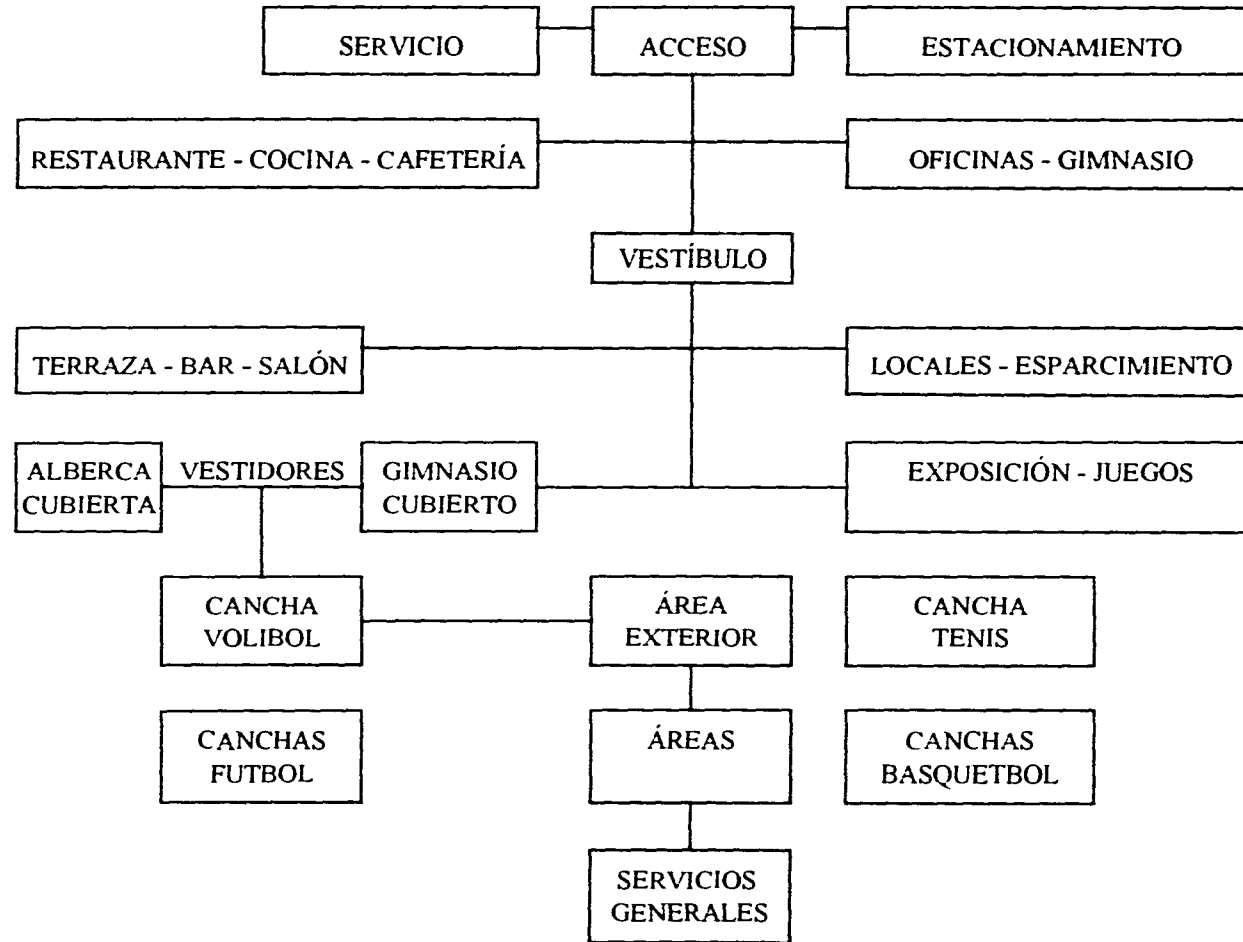 SERVICIO
ACCESO
ESTACIONAMIENTO
RESTAURANTE - COCINA - CAFETERÍA
OFICINAS - GIMNASIO
VESTÍBULO
TERRAZA - BAR - SALÓN
LOCALES - ESPARCIMIENTO
ALBERCA
CUBIERTA
VESTIDORES
GIMNASIO
CUBIERTO
EXPOSICIÓN - JUEGOS
CANCHA
VOLIBOL
ÁREA
EXTERIOR
CANCHA
TENIS
CANCHAS
FUTBOL
ÁREAS
CANCHAS
BASQUETBOL
SERVICIOS
GENERALES